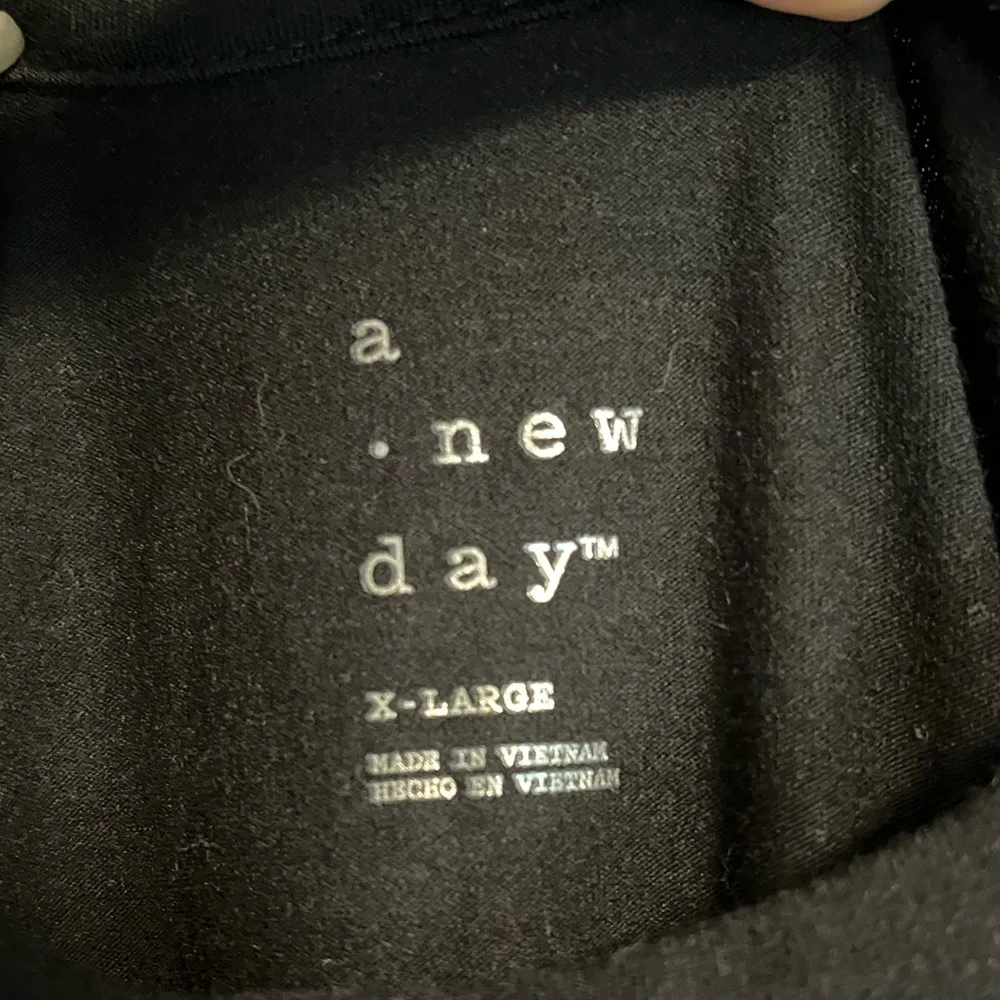 a
. new
day™
X-LARGE
MADE IN VIETNAM
HECHO EN VIETNAM